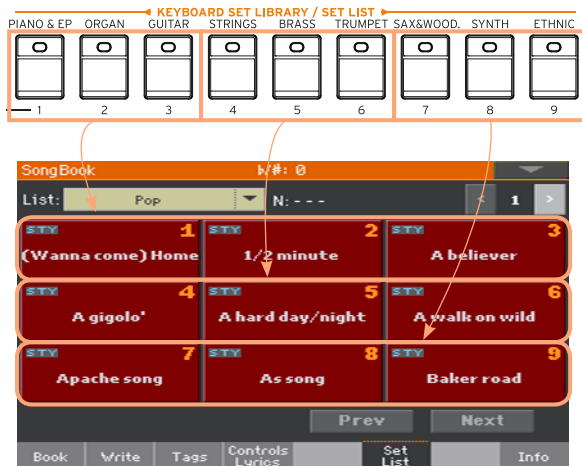 KEYBOARD SET LIBRARY / SET LIST
PIANO & EP ORGAN GUITAR STRINGS BRASS TRUMPET SAX&WOOD. SYNTH ETHNIC
1 2 3 4 5 6 7 8 9
SongBook b/#: 0
List: Pop N: - - - < 1 >
STY 1 STY 2 STY 3
(Wanna come) Home 1/2 minute A believer
STY 4 STY 5 STY 6
A gigolo' A hard day/night A walk on wild
STY 7 STY 8 STY 9
Apache song As song Baker road
Prev Next
Book Write Tags Controls Lyrics Set List Info